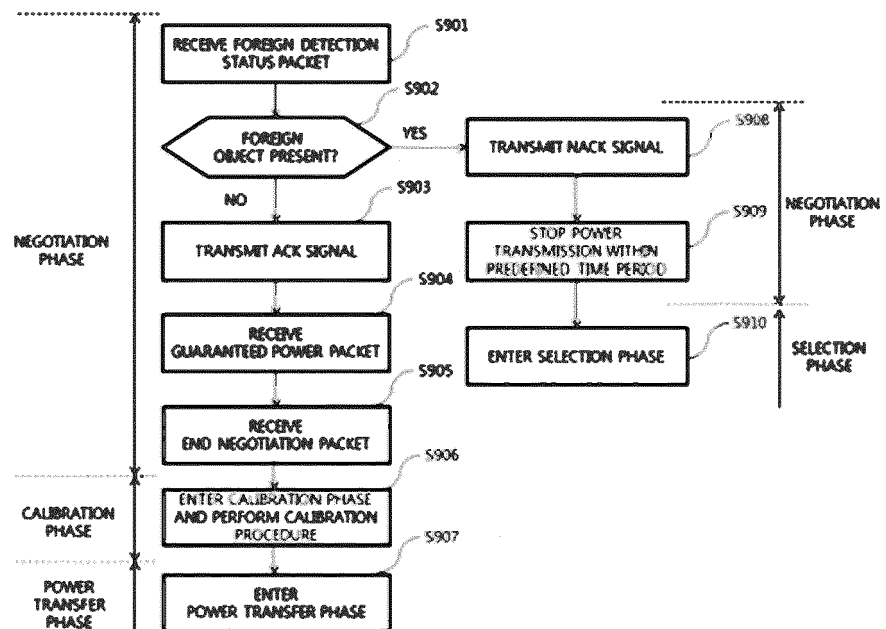 S901
RECEIVE FOREIGN DETECTION
STATUS PACKET
S902
FOREIGN
OBJECT PRESENT?
YES
NO
S908
TRANSMIT NACK SIGNAL
S903
TRANSMIT ACK SIGNAL
S909
STOP POWER
TRANSMISSION WITHIN
PREDEFINED TIME PERIOD
NEGOTIATION
PHASE
NEGOTIATION
PHASE
S904
RECEIVE
GUARANTEED POWER PACKET
S910
ENTER SELECTION PHASE
SELECTION
PHASE
S905
RECEIVE
END NEGOTIATION PACKET
S906
ENTER CALIBRATION PHASE
AND PERFORM CALIBRATION
PROCEDURE
CALIBRATION
PHASE
S907
ENTER
POWER TRANSFER PHASE
POWER
TRANSFER
PHASE